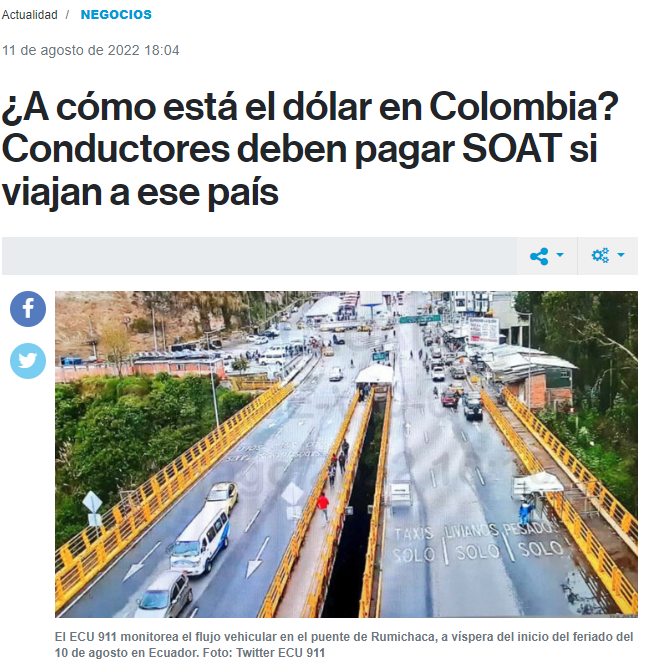 Actualidad / NEGOCIOS
11 de agosto de 2022 18:04
¿A cómo está el dólar en Colombia?
Conductores deben pagar SOAT si
viajan a ese país
TAXIS LIVIANOS PESADOS
SOLO SOLO SOLO
El ECU 911 monitorea el flujo vehicular en el puente de Rumichaca, a víspera del inicio del feriado del
10 de agosto en Ecuador. Foto: Twitter ECU 911